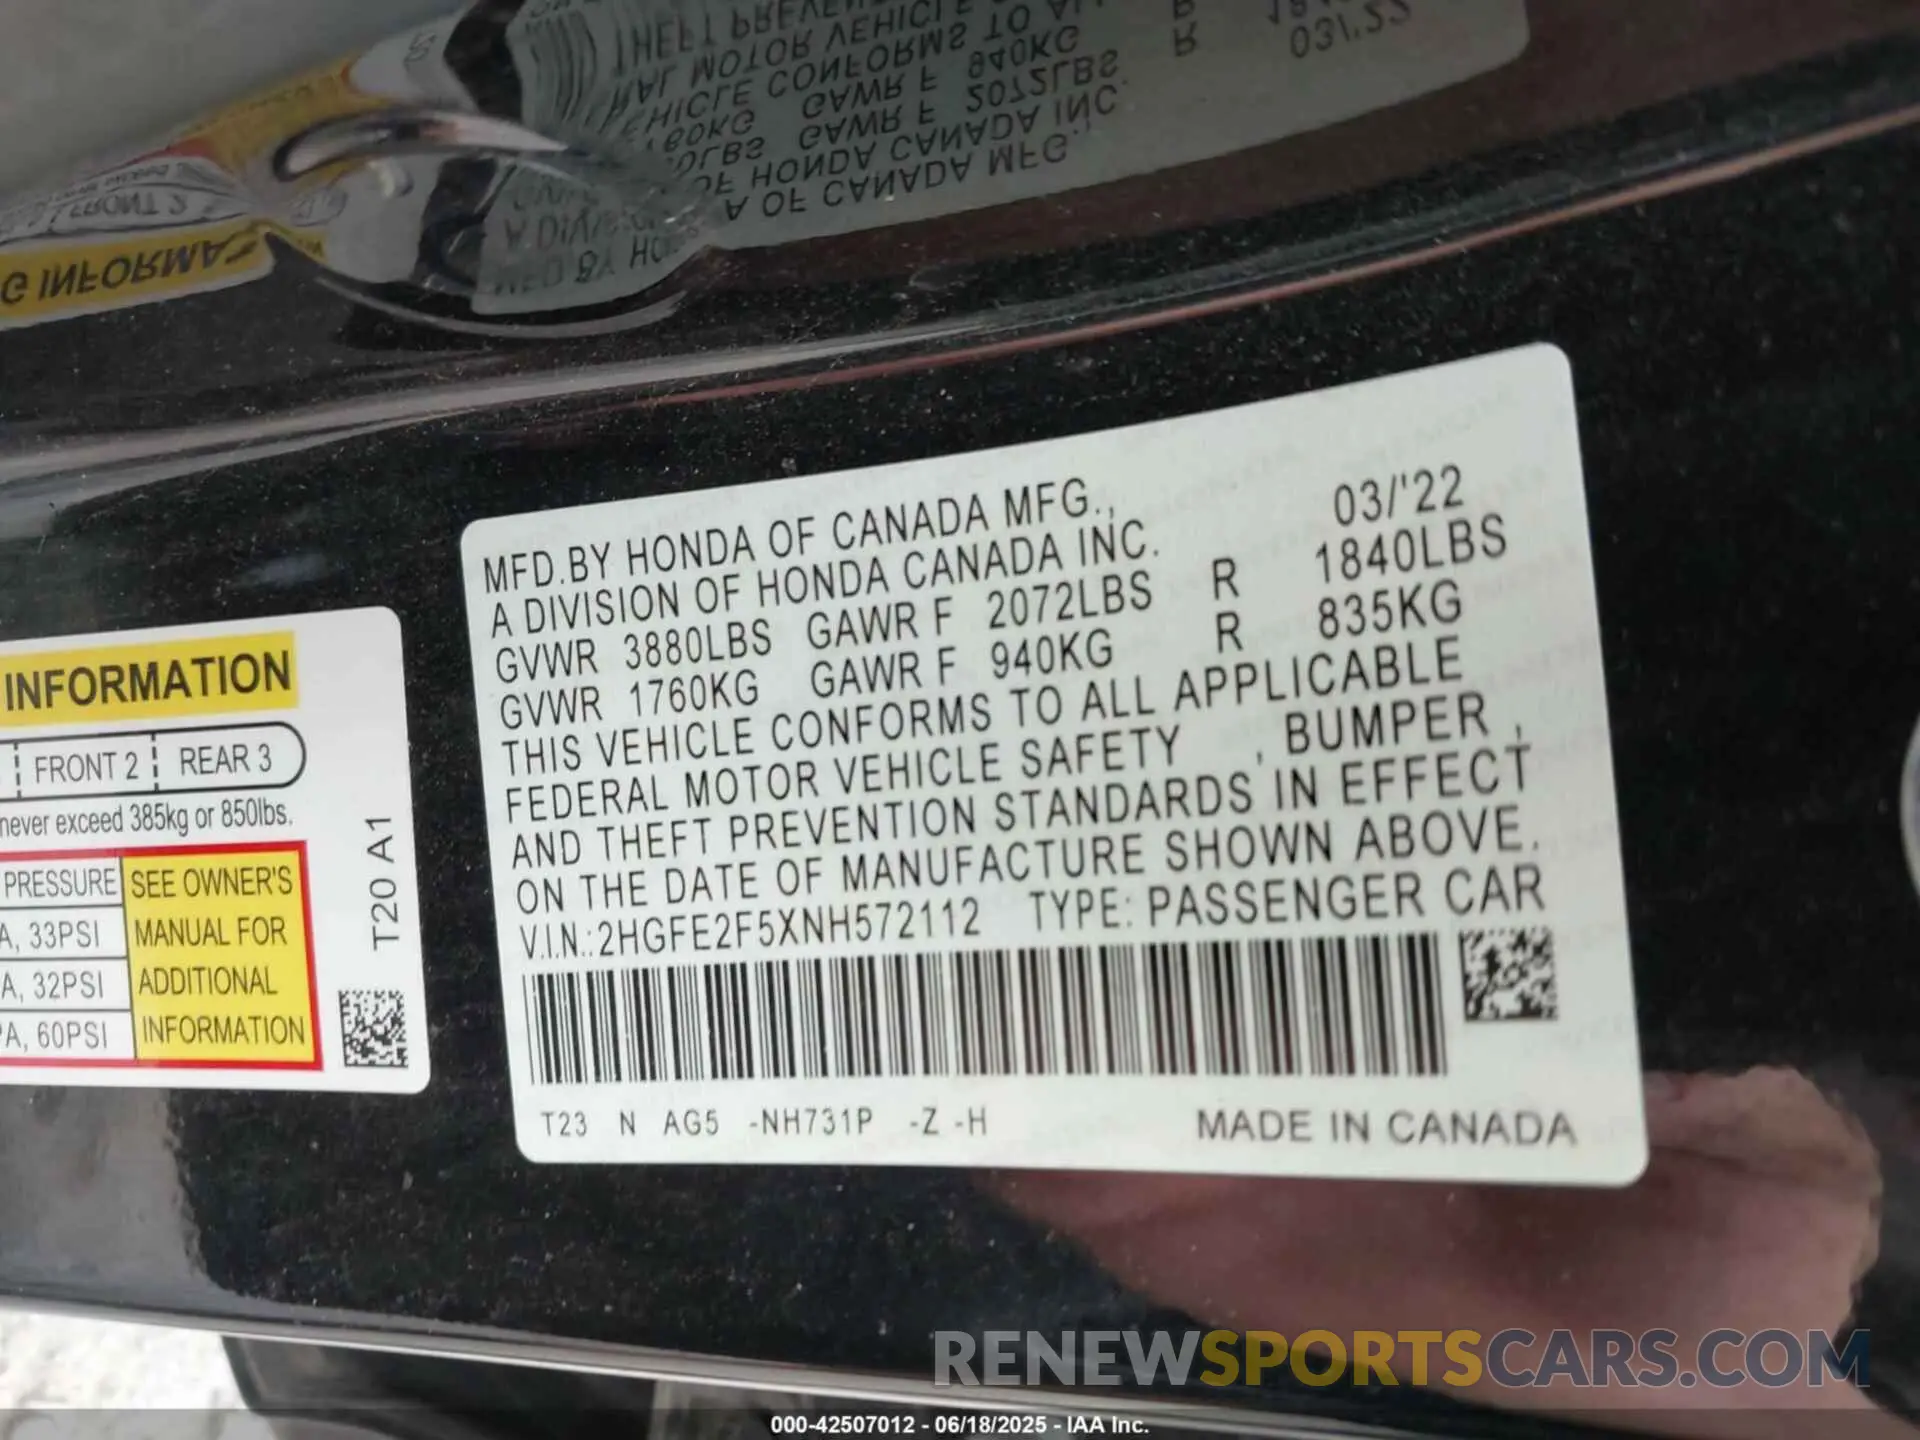 MFD.BY HONDA OF CANADA MFG., 03/'22
A DIVISION OF HONDA CANADA INC.
GVWR 3880LBS GAWR F 2072LBS R 1840LBS
GVWR 1760KG GAWR F 940KG R 835KG
THIS VEHICLE CONFORMS TO ALL APPLICABLE
FEDERAL MOTOR VEHICLE SAFETY , BUMPER ,
AND THEFT PREVENTION STANDARDS IN EFFECT
ON THE DATE OF MANUFACTURE SHOWN ABOVE.
V.I.N.:2HGFE2F5XNH572112 TYPE: PASSENGER CAR
T23 N AG5 -NH731P -Z -H
MADE IN CANADA
INFORMATION
FRONT 2 REAR 3
never exceed 385kg or 850lbs.
PRESSURE
A, 33PSI
A, 32PSI
PA, 60PSI
SEE OWNER'S
MANUAL FOR
ADDITIONAL
INFORMATION
T20 A1
RENEWSPORTSCARS.COM
000-42507012 - 06/18/2025 - IAA Inc.